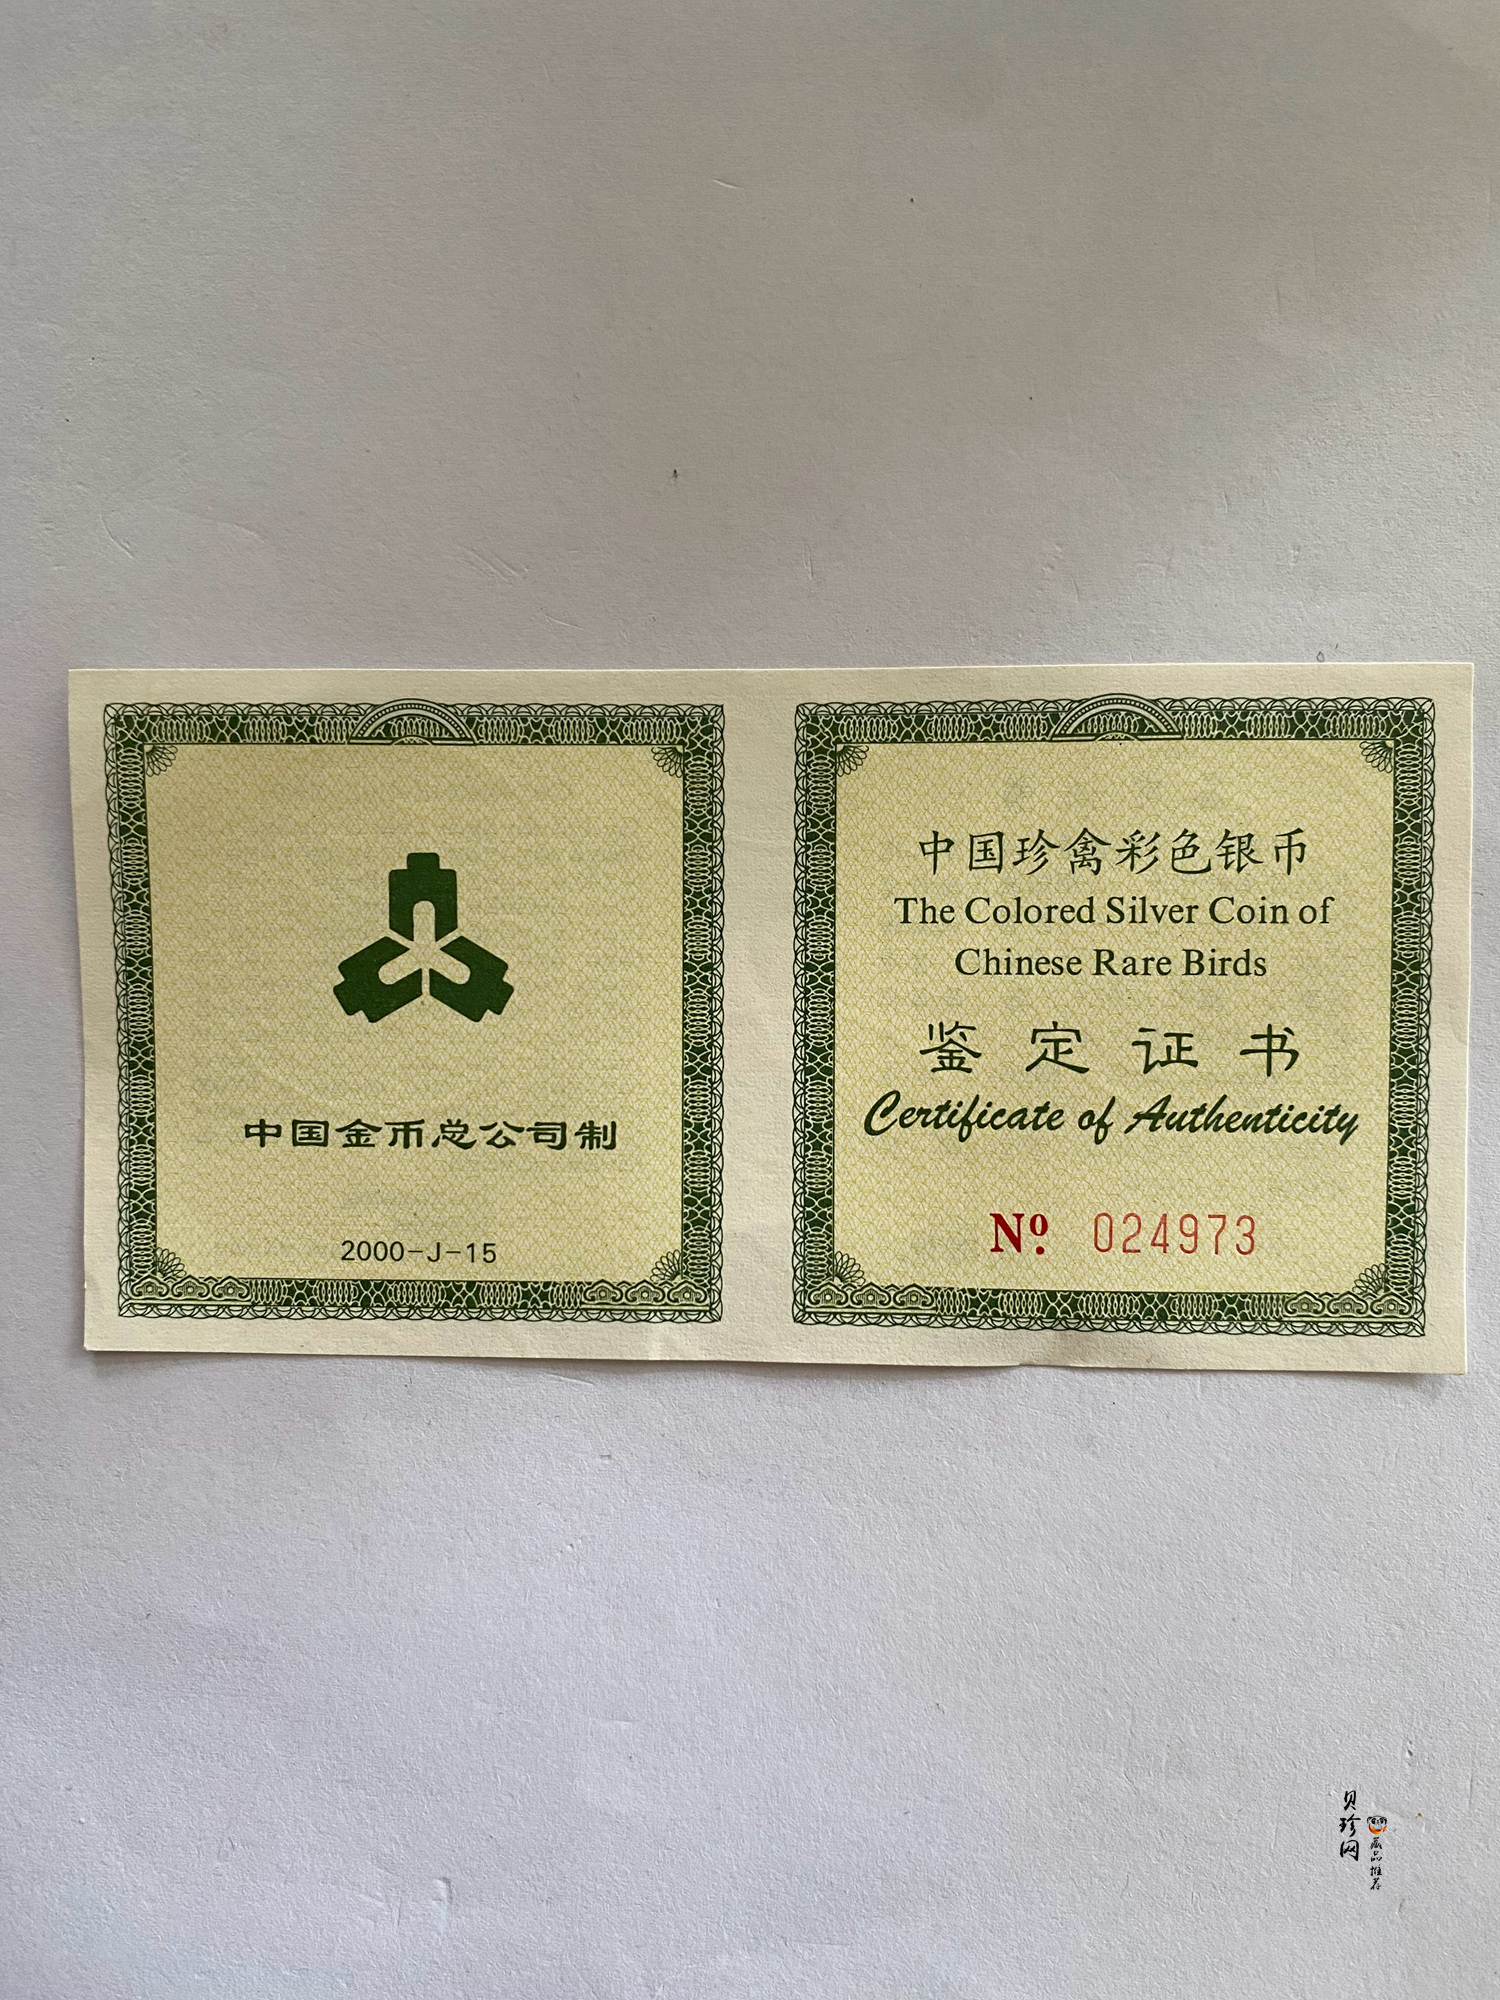 中国金币总公司制
2000-J-15
中国珍禽彩色银币
The Colored Silver Coin of
Chinese Rare Birds
鉴定证书
Certificate of Authenticity
Nº. 024973
贝珍网
藏品推荐